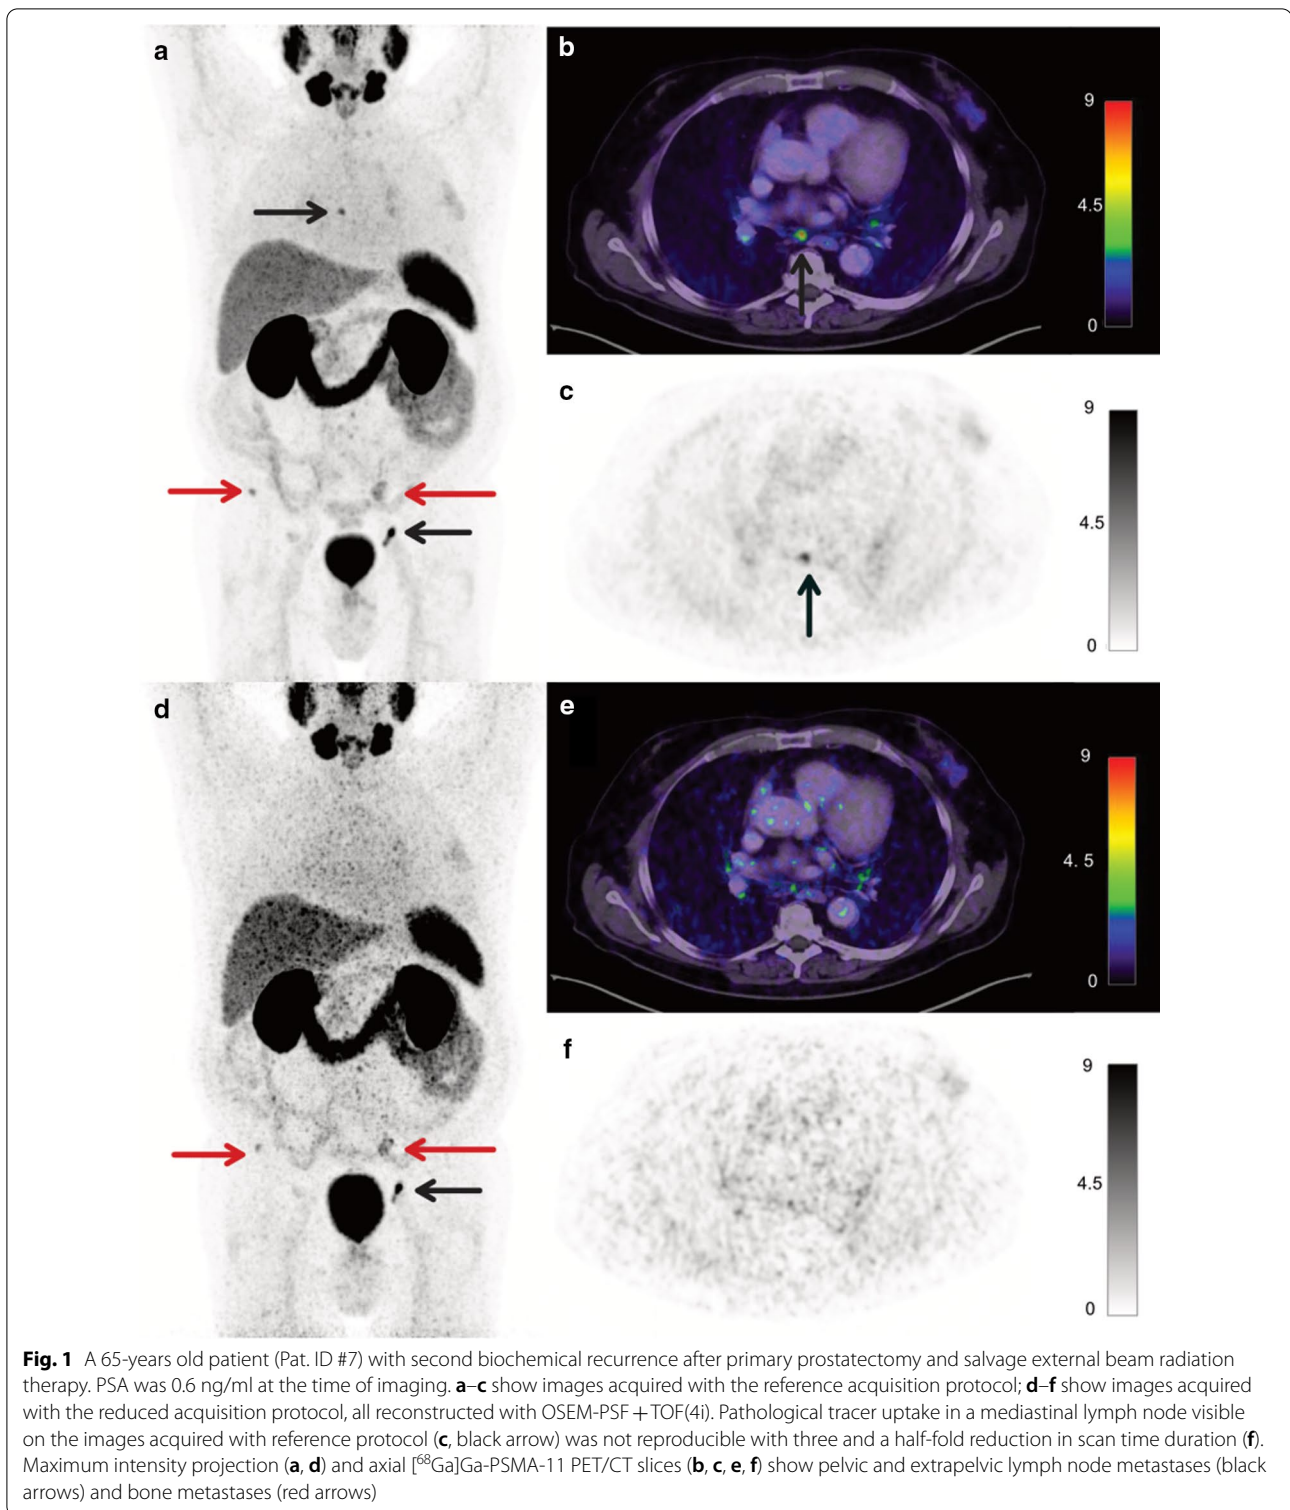 a
b
9
4.5
0
c
9
4.5
0
d
e
9
4. 5
0
f
9
4.5
0
Fig. 1 A 65-years old patient (Pat. ID #7) with second biochemical recurrence after primary prostatectomy and salvage external beam radiation
therapy. PSA was 0.6 ng/ml at the time of imaging. a–c show images acquired with the reference acquisition protocol; d–f show images acquired
with the reduced acquisition protocol, all reconstructed with OSEM-PSF + TOF(4i). Pathological tracer uptake in a mediastinal lymph node visible
on the images acquired with reference protocol (c, black arrow) was not reproducible with three and a half-fold reduction in scan time duration (f).
Maximum intensity projection (a, d) and axial [⁶⁸Ga]Ga-PSMA-11 PET/CT slices (b, c, e, f) show pelvic and extrapelvic lymph node metastases (black
arrows) and bone metastases (red arrows)